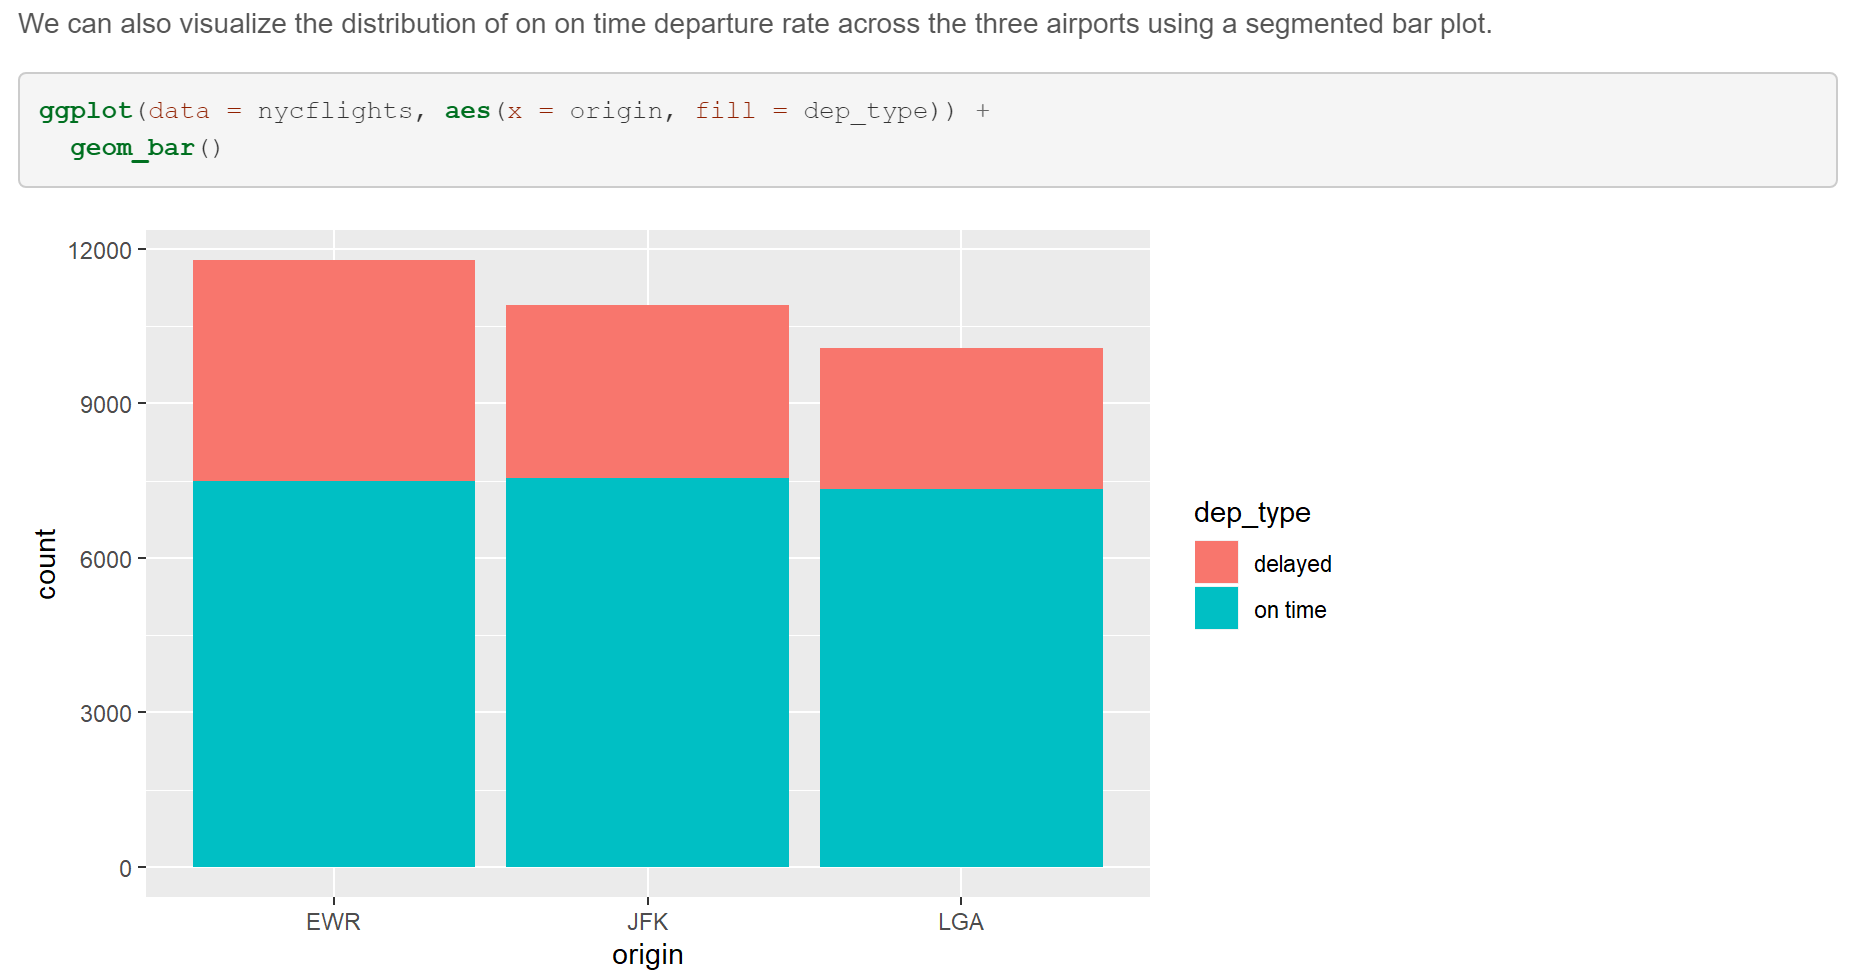 We can also visualize the distribution of on on time departure rate across the three airports using a segmented bar plot.
ggplot(data = nycflights, aes(x = origin, fill = dep_type)) +
  geom_bar()
12000
9000
6000
3000
0
count
EWR
JFK
LGA
origin
dep_type
delayed
on time